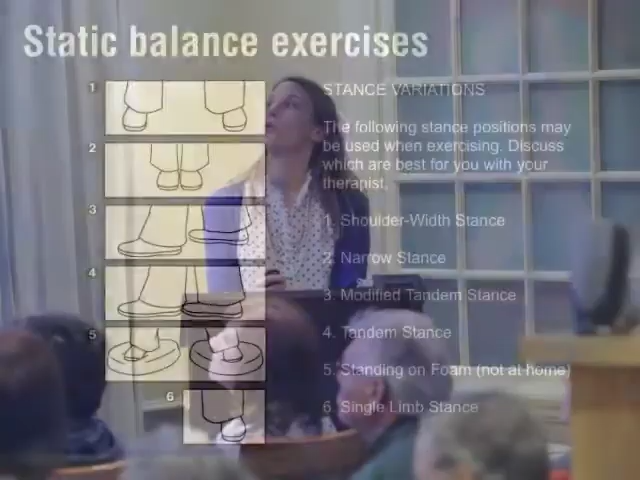 Static balance exercises
STANCE VARIATIONS
The following stance positions may
be used when exercising. Discuss
which are best for you with your
therapist.
1
2
3
4
5
6
1. Shoulder-Width Stance
2. Narrow Stance
3. Modified Tandem Stance
4. Tandem Stance
5. Standing on Foam (not at home)
6. Single Limb Stance